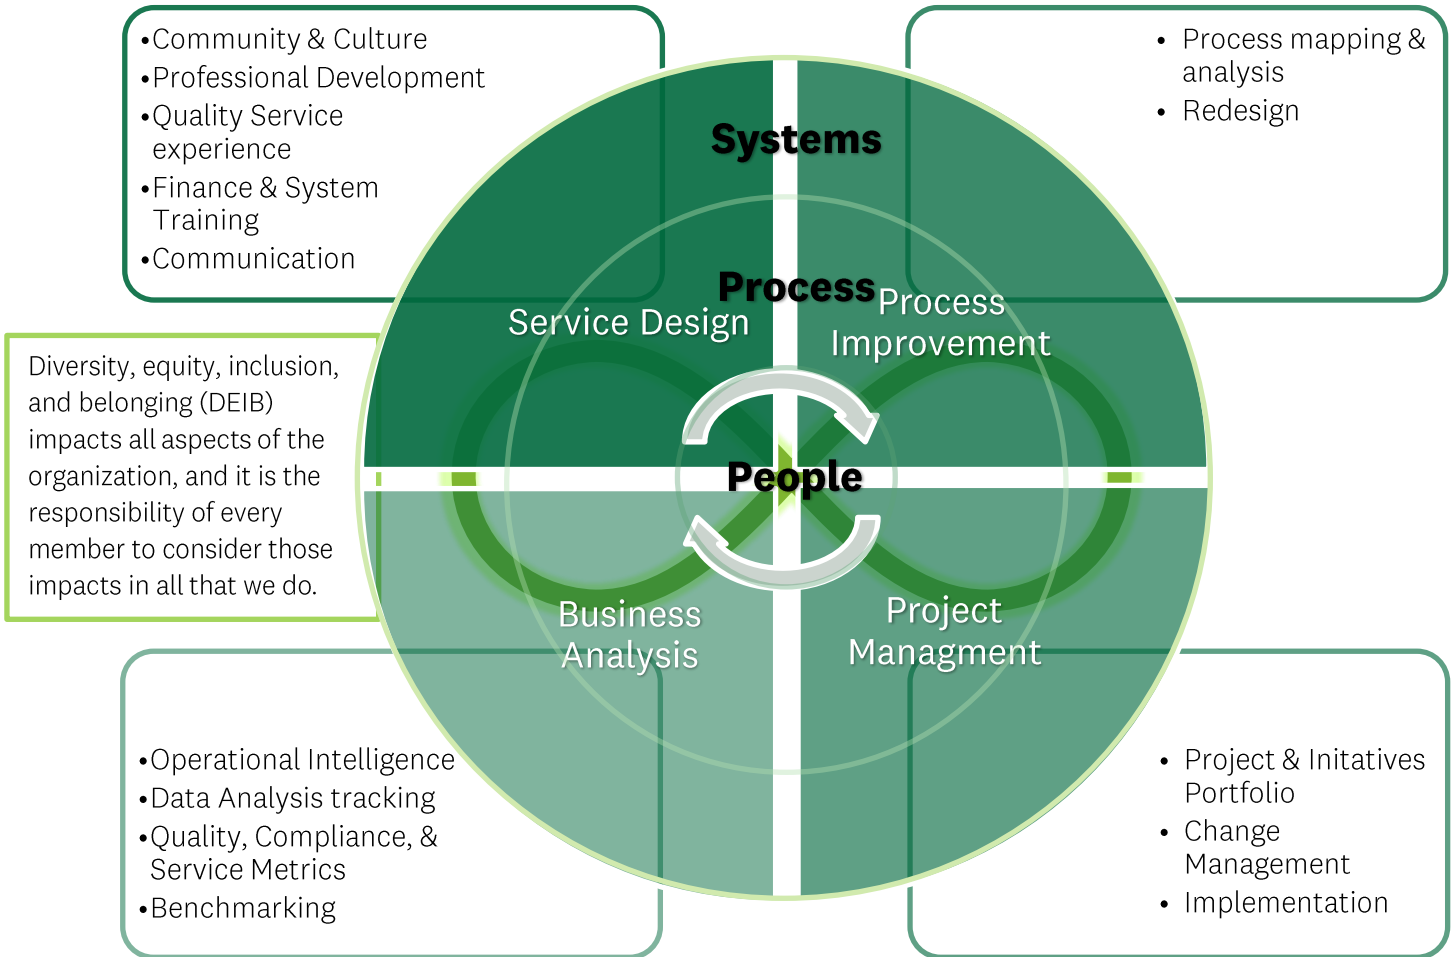 •Community & Culture
•Professional Development
•Quality Service
experience
•Finance & System
Training
•Communication
• Process mapping &
analysis
• Redesign
Systems
Process
Service Design
Process
Improvement
Diversity, equity, inclusion,
and belonging (DEIB)
impacts all aspects of the
organization, and it is the
responsibility of every
member to consider those
impacts in all that we do.
People
Business
Analysis
Project
Managment
•Operational Intelligence
•Data Analysis tracking
•Quality, Compliance, &
Service Metrics
•Benchmarking
• Project & Initatives
Portfolio
• Change
Management
• Implementation